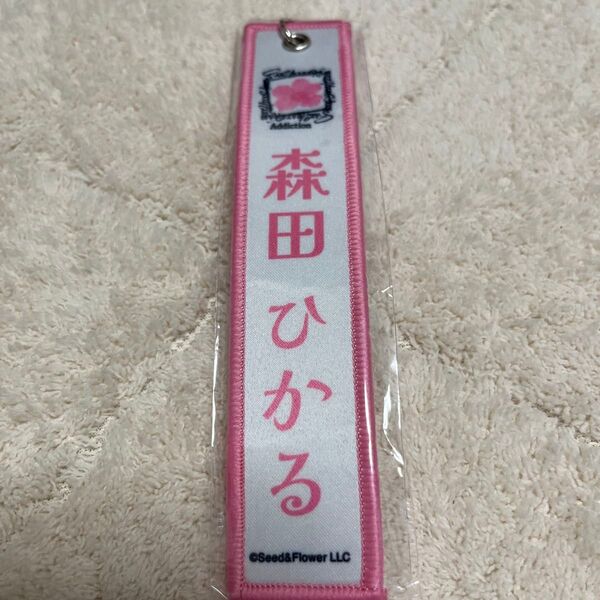 Addiction
森田 ひかる
©Seed&Flower LLC